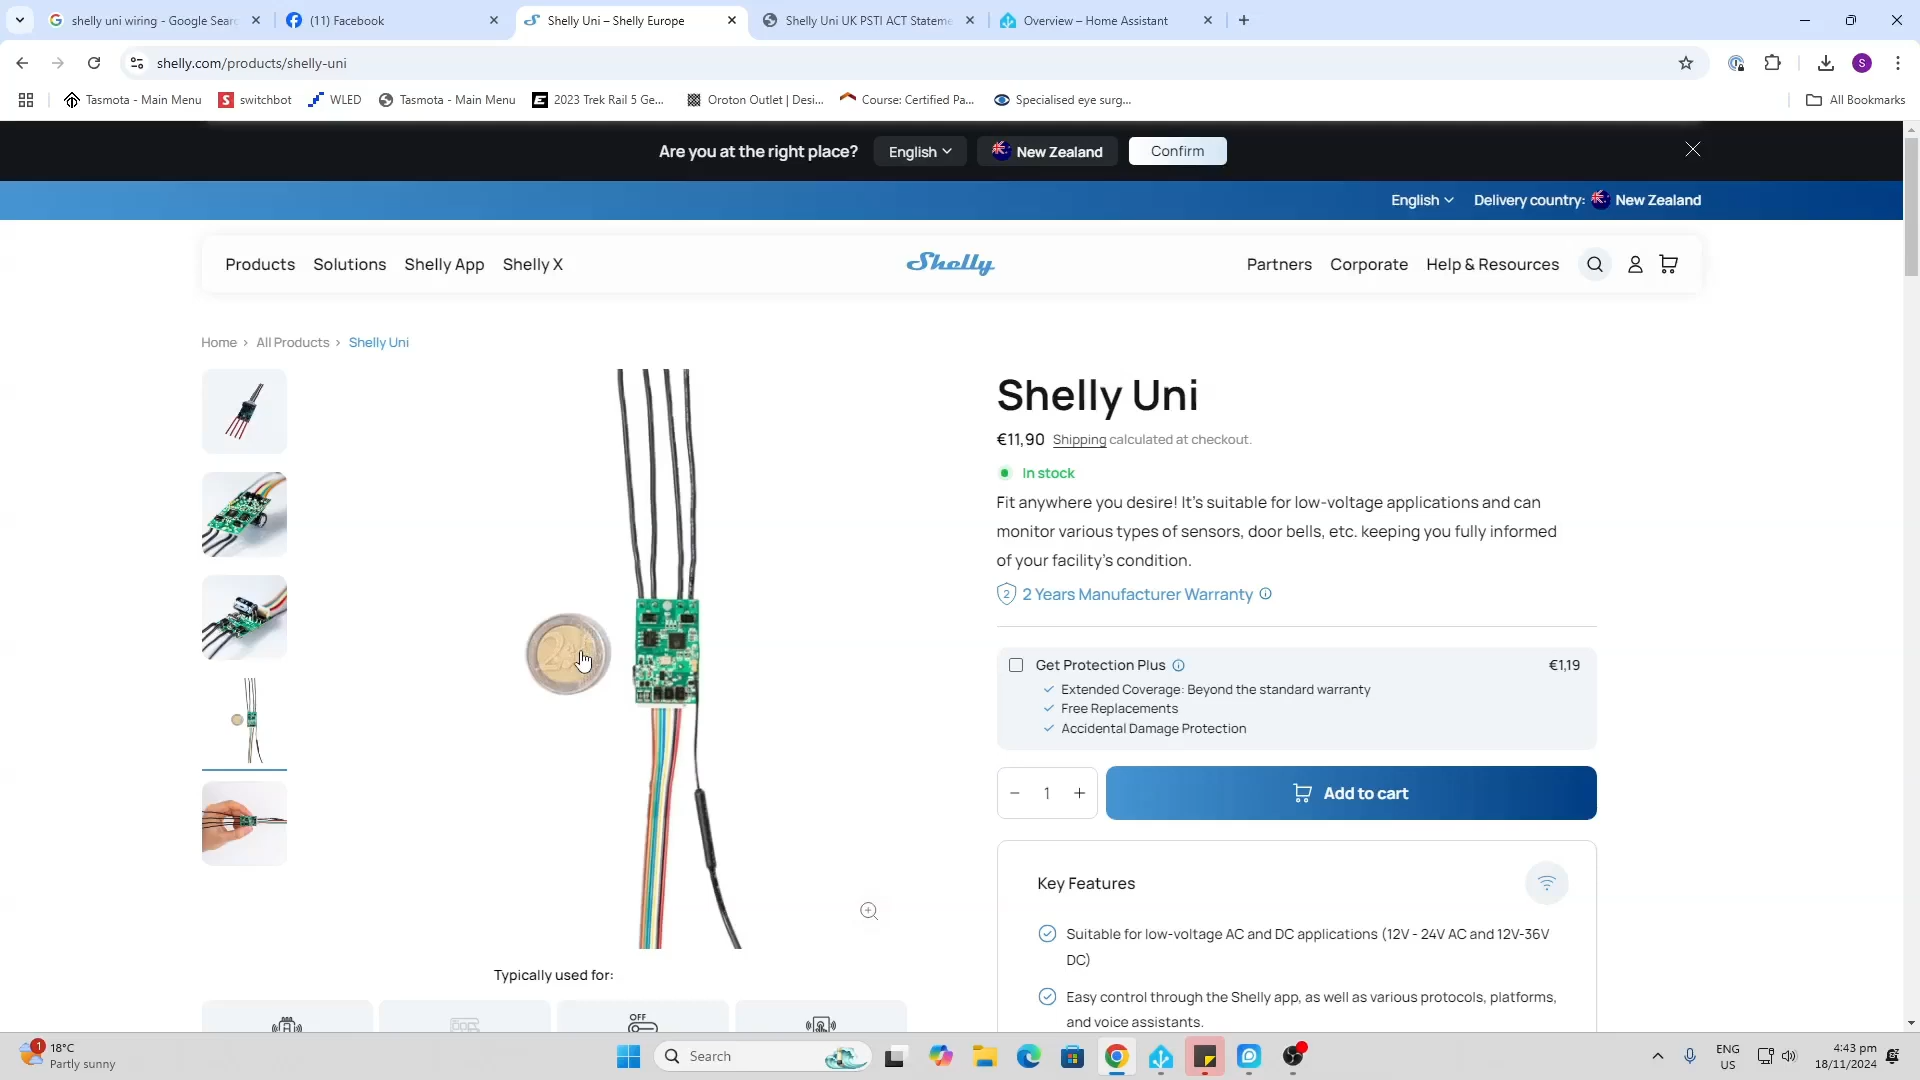 shelly uni wiring - Google Sear
(11) Facebook
Shelly Uni – Shelly Europe
Shelly Uni UK PSTI ACT Stateme
Overview – Home Assistant
shelly.com/products/shelly-uni
S
Tasmota - Main Menu
switchbot
WLED
Tasmota - Main Menu
2023 Trek Rail 5 Ge...
Oroton Outlet | Desi...
Course: Certified Pa...
Specialised eye surg...
All Bookmarks
Are you at the right place?
English
New Zealand
Confirm
English
Delivery country:
New Zealand
Products
Solutions
Shelly App
Shelly X
Shelly
Partners
Corporate
Help & Resources
Home › All Products › Shelly Uni
Shelly Uni
€11,90 Shipping calculated at checkout.
In stock
Fit anywhere you desire! It's suitable for low-voltage applications and can
monitor various types of sensors, door bells, etc. keeping you fully informed
of your facility's condition.
2 2 Years Manufacturer Warranty
Get Protection Plus
€1,19
Extended Coverage: Beyond the standard warranty
Free Replacements
Accidental Damage Protection
− 1 +
Add to cart
Key Features
Suitable for low-voltage AC and DC applications (12V - 24V AC and 12V-36V
DC)
Easy control through the Shelly app, as well as various protocols, platforms,
and voice assistants.
Typically used for:
OFF
1
18°C
Partly sunny
Search
ENG
US
4:43 pm
18/11/2024